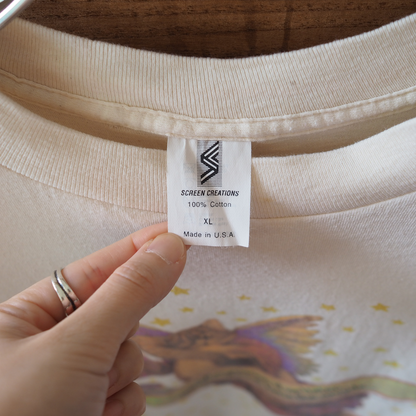 SCREEN CREATIONS
100% Cotton
XL
Made in U.S.A.